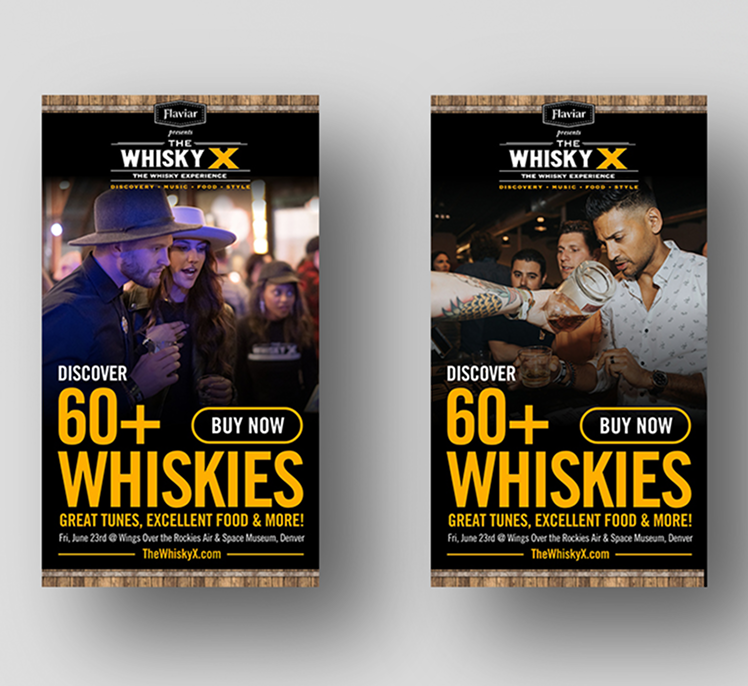 Flaviar
presents
THE
WHISKY X
THE WHISKY EXPERIENCE
DISCOVERY • MUSIC • FOOD • STYLE
WHISKY X
DISCOVER
60+
BUY NOW
WHISKIES
GREAT TUNES, EXCELLENT FOOD & MORE!
Fri, June 23rd @ Wings Over the Rockies Air & Space Museum, Denver
TheWhiskyX.com
Flaviar
presents
THE
WHISKY X
THE WHISKY EXPERIENCE
DISCOVERY • MUSIC • FOOD • STYLE
DISCOVER
60+
BUY NOW
WHISKIES
GREAT TUNES, EXCELLENT FOOD & MORE!
Fri, June 23rd @ Wings Over the Rockies Air & Space Museum, Denver
TheWhiskyX.com